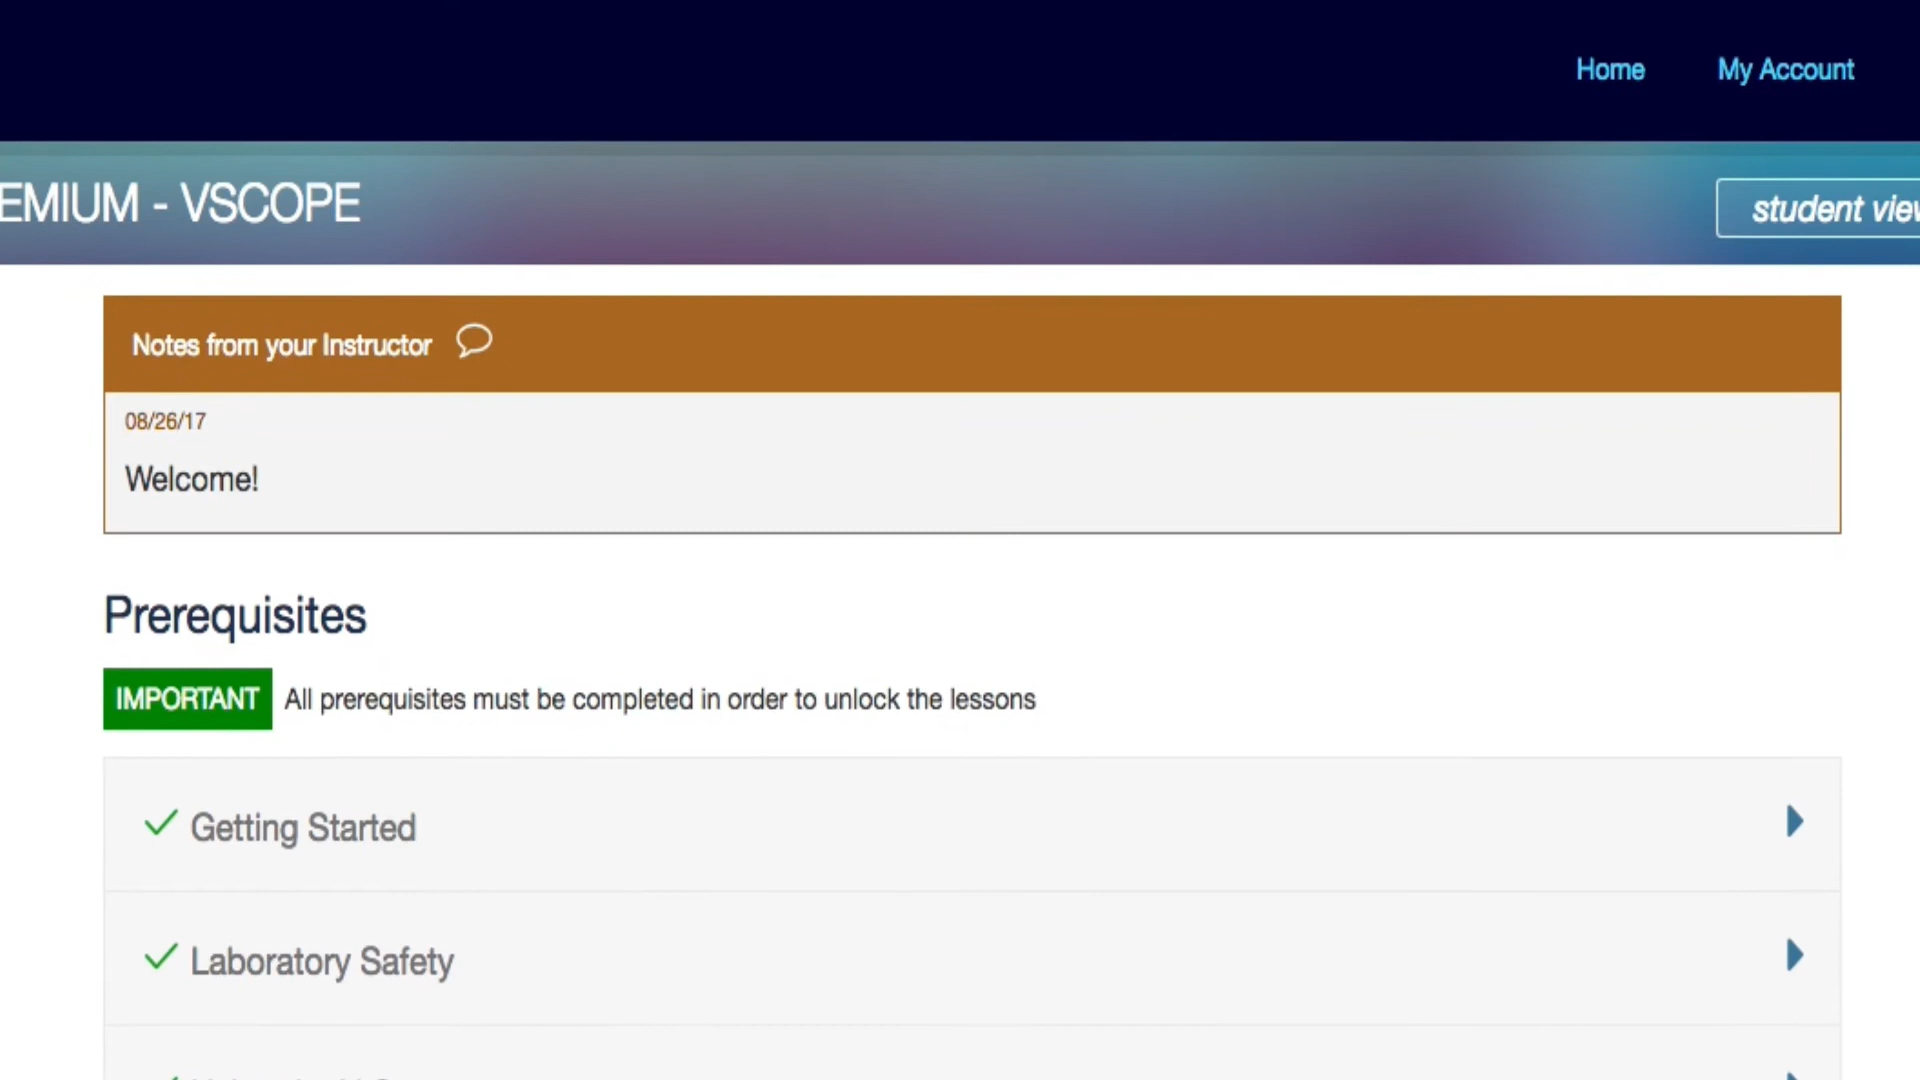 Home My Account
EMIUM - VSCOPE
student view
Notes from your Instructor
08/26/17
Welcome!
Prerequisites
IMPORTANT All prerequisites must be completed in order to unlock the lessons
Getting Started
Laboratory Safety